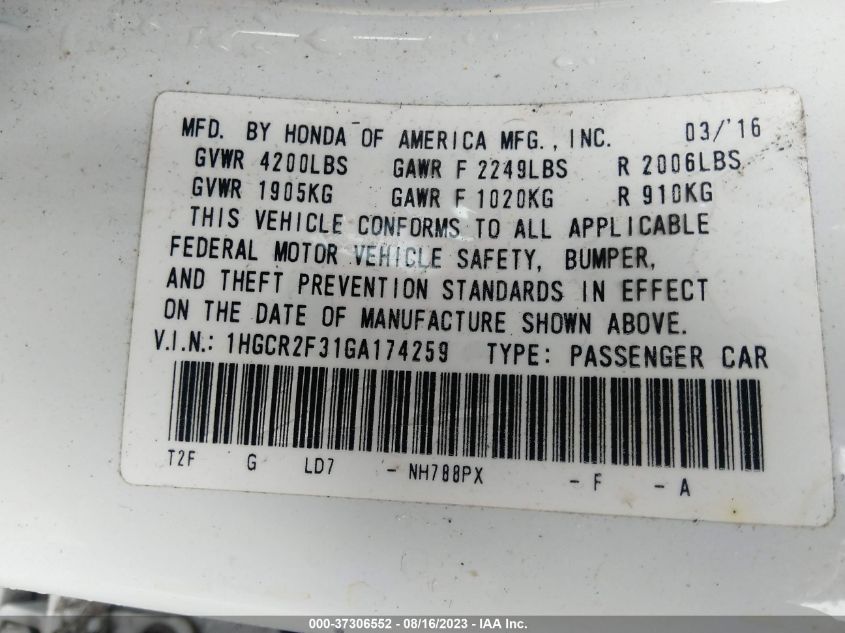 MFD. BY HONDA OF AMERICA MFG., INC. 03/'16
GVWR 4200LBS GAWR F 2249LBS R 2006LBS
GVWR 1905KG GAWR F 1020KG R 910KG
THIS VEHICLE CONFORMS TO ALL APPLICABLE
FEDERAL MOTOR VEHICLE SAFETY, BUMPER,
AND THEFT PREVENTION STANDARDS IN EFFECT
ON THE DATE OF MANUFACTURE SHOWN ABOVE.
V.I.N.: 1HGCR2F31GA174259 TYPE: PASSENGER CAR
T2F G LD7 - NH788PX - F - A
000-37306552 / 08/16/2023 - IAA Inc.